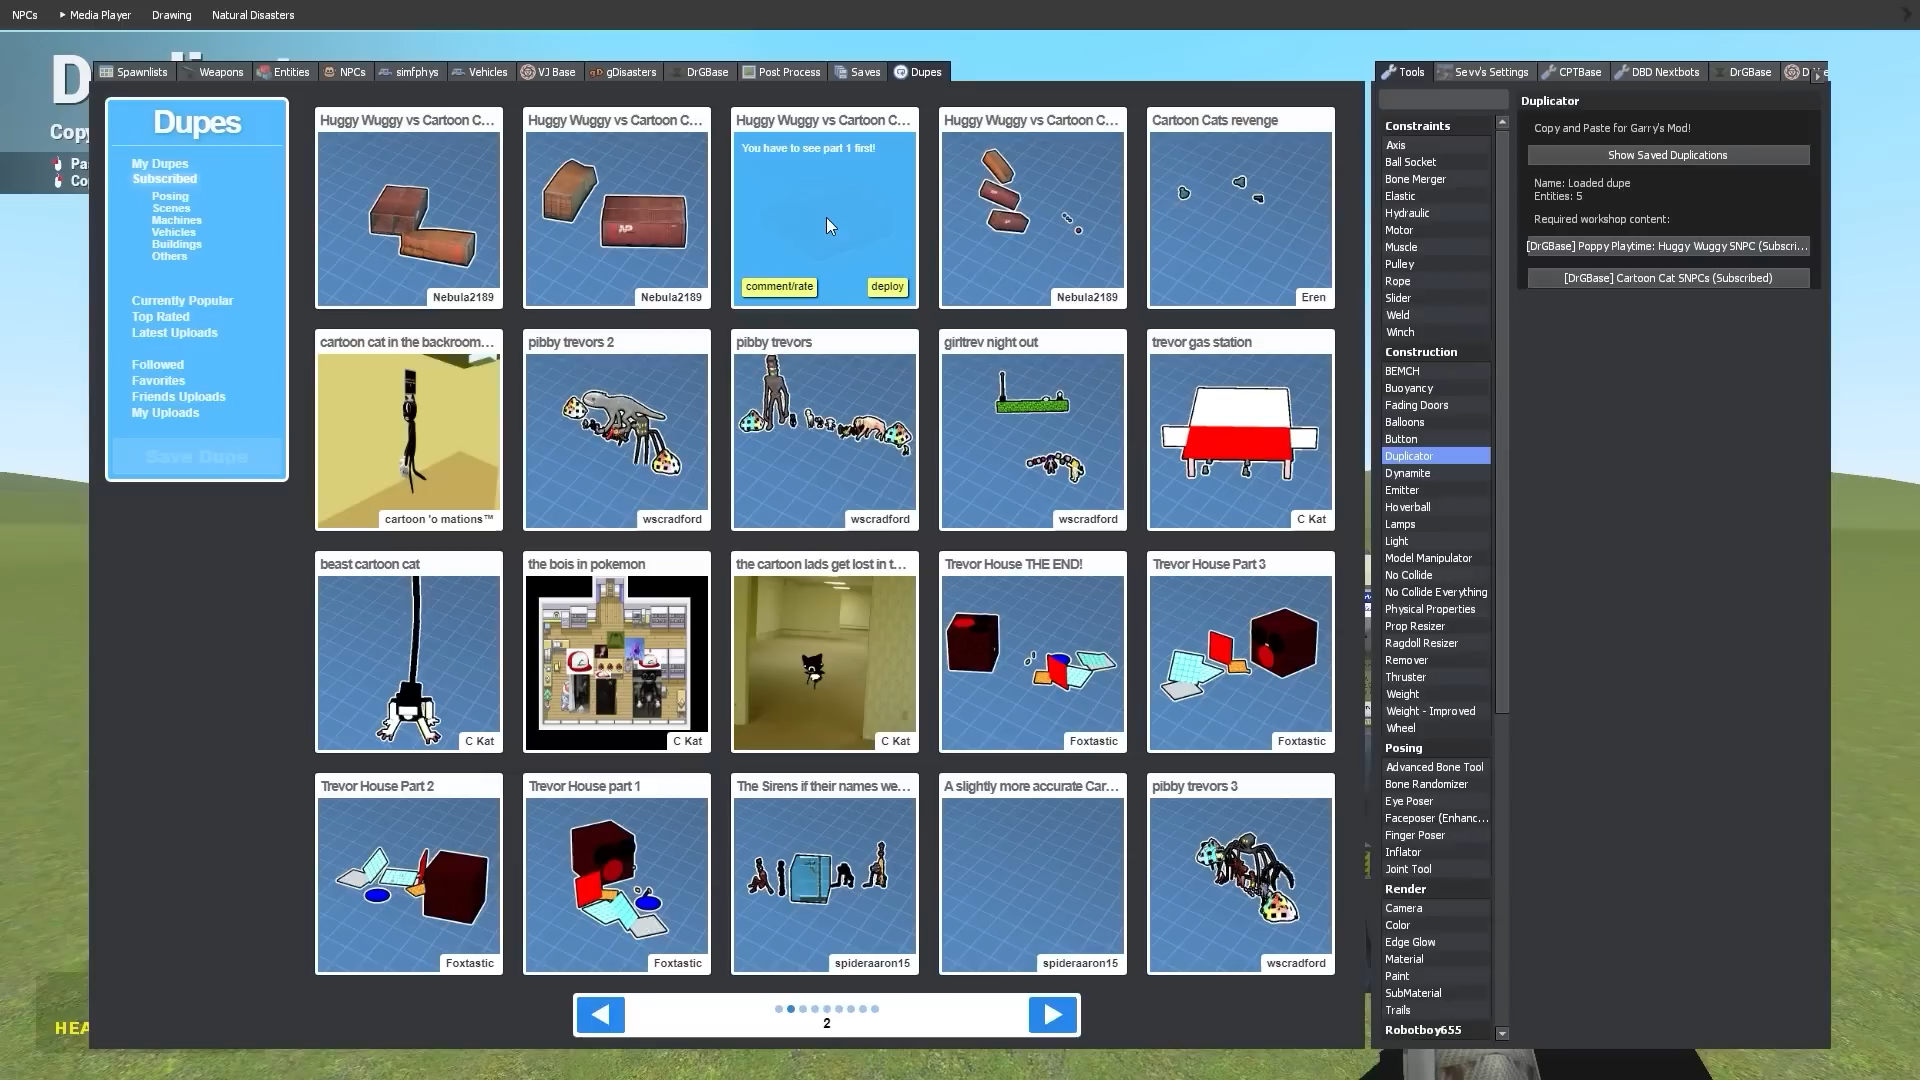 NPCs
Media Player
Drawing
Natural Disasters
D
Copy
Pa
Co
Spawnlists
Weapons
Entities
NPCs
simfphys
Vehicles
VJ Base
gDisasters
DrGBase
Post Process
Saves
Dupes
Dupes
My Dupes
Subscribed
Posing
Scenes
Machines
Vehicles
Buildings
Others
Currently Popular
Top Rated
Latest Uploads
Followed
Favorites
Friends Uploads
My Uploads
Save Dupe
Huggy Wuggy vs Cartoon C...
Nebula2189
Huggy Wuggy vs Cartoon C...
Nebula2189
Huggy Wuggy vs Cartoon C...
You have to see part 1 first!
comment/rate
deploy
Huggy Wuggy vs Cartoon C...
Nebula2189
Cartoon Cats revenge
Eren
cartoon cat in the backroom...
cartoon 'o mations™
pibby trevors 2
wscradford
pibby trevors
wscradford
girltrev night out
wscradford
trevor gas station
C Kat
beast cartoon cat
C Kat
the bois in pokemon
C Kat
the cartoon lads get lost in t...
C Kat
Trevor House THE END!
Foxtastic
Trevor House Part 3
Foxtastic
Trevor House Part 2
Foxtastic
Trevor House part 1
Foxtastic
The Sirens if their names we...
spideraaron15
A slightly more accurate Car...
spideraaron15
pibby trevors 3
wscradford
2
HEA
Tools
Sevv's Settings
CPTBase
DBD Nextbots
DrGBase
Constraints
Axis
Ball Socket
Bone Merger
Elastic
Hydraulic
Motor
Muscle
Pulley
Rope
Slider
Weld
Winch
Construction
BEMCH
Buoyancy
Fading Doors
Balloons
Button
Duplicator
Dynamite
Emitter
Hoverball
Lamps
Light
Model Manipulator
No Collide
No Collide Everything
Physical Properties
Prop Resizer
Ragdoll Resizer
Remover
Thruster
Weight
Weight - Improved
Wheel
Posing
Advanced Bone Tool
Bone Randomizer
Eye Poser
Faceposer (Enhanc...
Finger Poser
Inflator
Joint Tool
Render
Camera
Color
Edge Glow
Material
Paint
SubMaterial
Trails
Robotboy655
Duplicator
Copy and Paste for Garry's Mod!
Show Saved Duplications
Name: Loaded dupe
Entities: 5
Required workshop content:
[DrGBase] Poppy Playtime: Huggy Wuggy SNPC (Subscri...
[DrGBase] Cartoon Cat SNPCs (Subscribed)